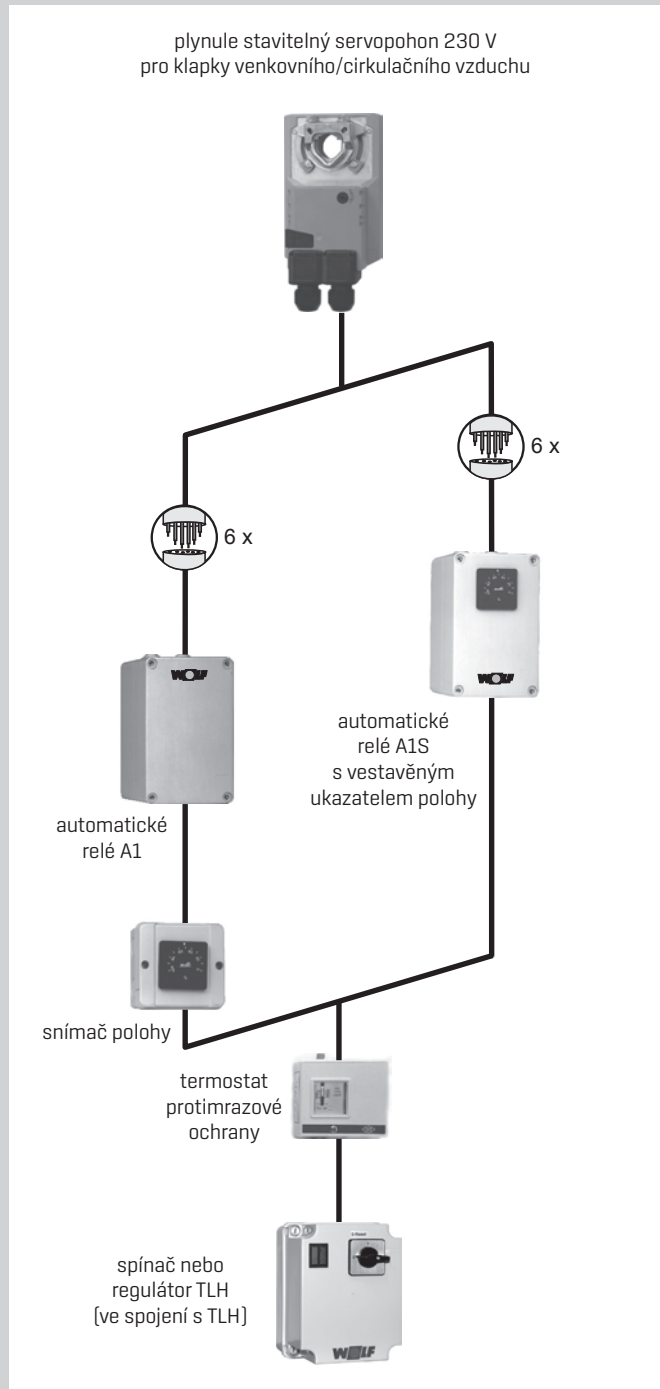 plynule stavitelný servopohon 230 V
pro klapky venkovního/cirkulačního vzduchu
6 x
6 x
WOLF
WOLF
automatické
relé A1S
s vestavěným
ukazatelem polohy
automatické
relé A1
snímač polohy
termostat
protimrazové
ochrany
spínač nebo
regulátor TLH
(ve spojení s TLH)
WOLF